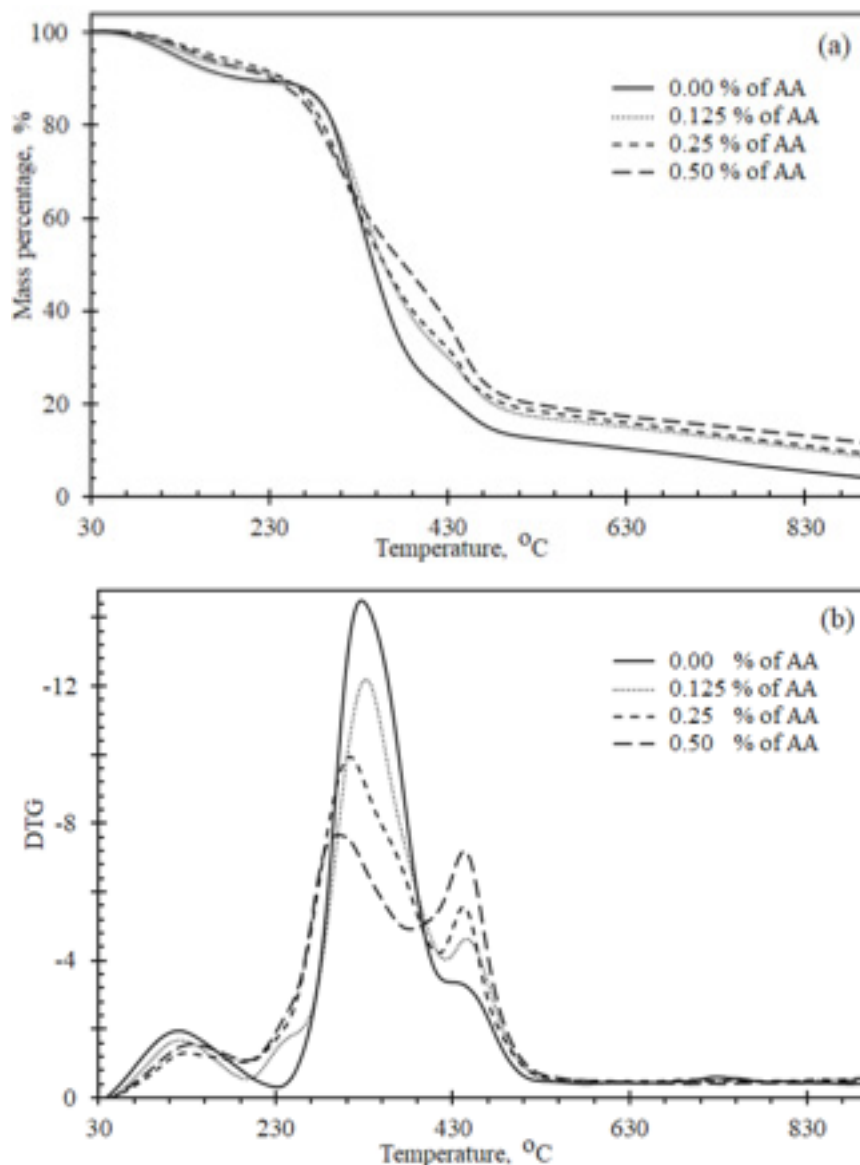 (a)
100
80
60
40
20
0
Mass percentage, %
0.00 % of AA
0.125 % of AA
0.25 % of AA
0.50 % of AA
30 230 430 630 830
Temperature, °C
(b)
-12
-8
-4
0
DTG
0.00 % of AA
0.125 % of AA
0.25 % of AA
0.50 % of AA
30 230 430 630 830
Temperature, °C